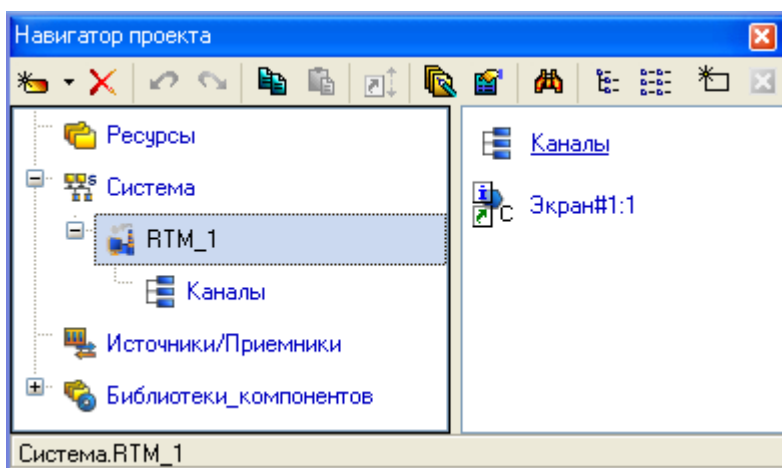 Навигатор проекта
Ресурсы
Система
RTM_1
Каналы
Источники/Приемники
Библиотеки_компонентов
Каналы
Экран#1:1
Система.RTM_1